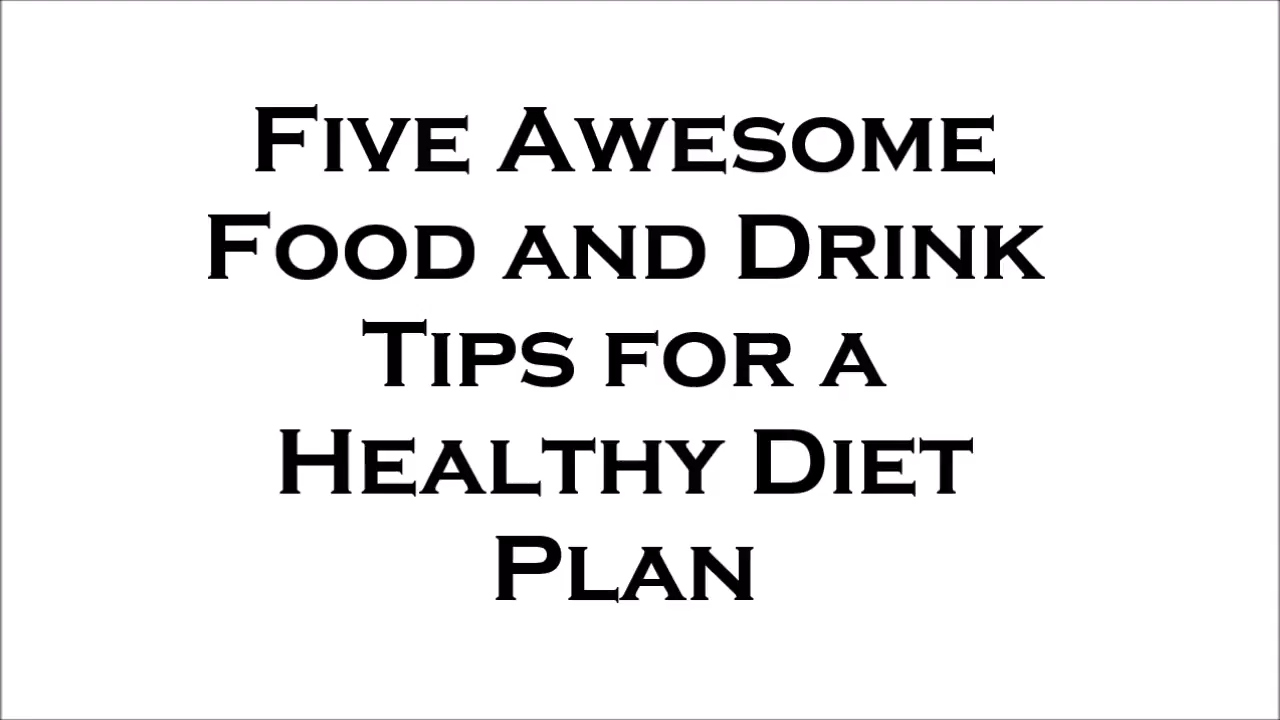 Five Awesome
Food and Drink
Tips for a
Healthy Diet
Plan